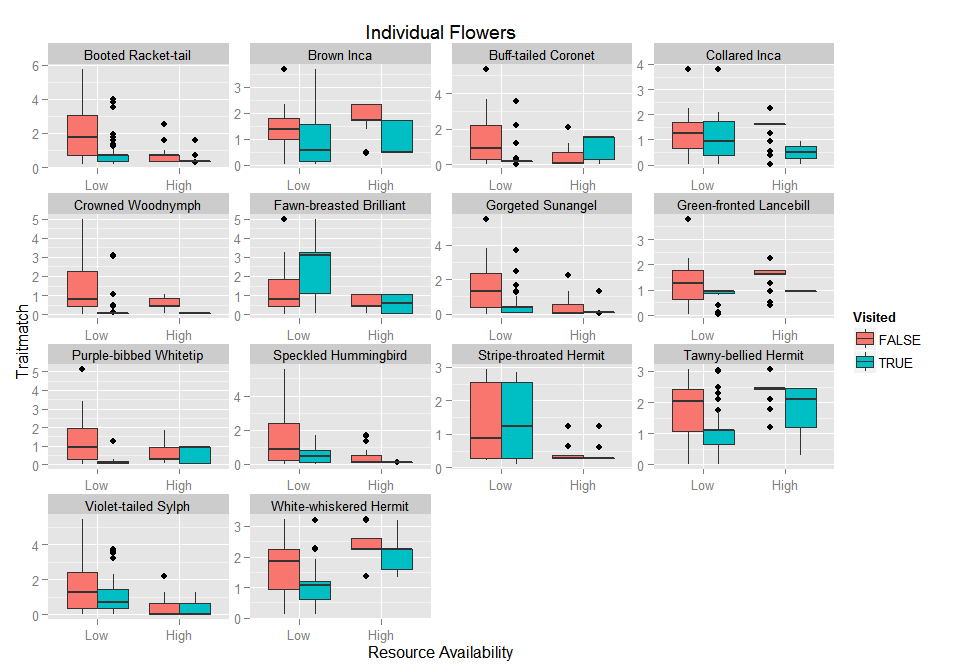 Individual Flowers
Booted Racket-tail
Brown Inca
Buff-tailed Coronet
Collared Inca
6
4
2
0
3
2
1
0
4
2
0
4
3
2
1
0
Low High
Low High
Low High
Low High
Crowned Woodnymph
Fawn-breasted Brilliant
Gorgeted Sunangel
Green-fronted Lancebill
5
4
3
2
1
0
5
4
3
2
1
0
4
2
0
3
2
1
0
Low High
Low High
Low High
Low High
Traitmatch
Visited
FALSE
TRUE
Purple-bibbed Whitetip
Speckled Hummingbird
Stripe-throated Hermit
Tawny-bellied Hermit
5
4
3
2
1
0
4
2
0
3
2
1
0
3
2
1
0
Low High
Low High
Low High
Low High
Violet-tailed Sylph
White-whiskered Hermit
4
2
0
3
2
1
0
Low High
Low High
Resource Availability